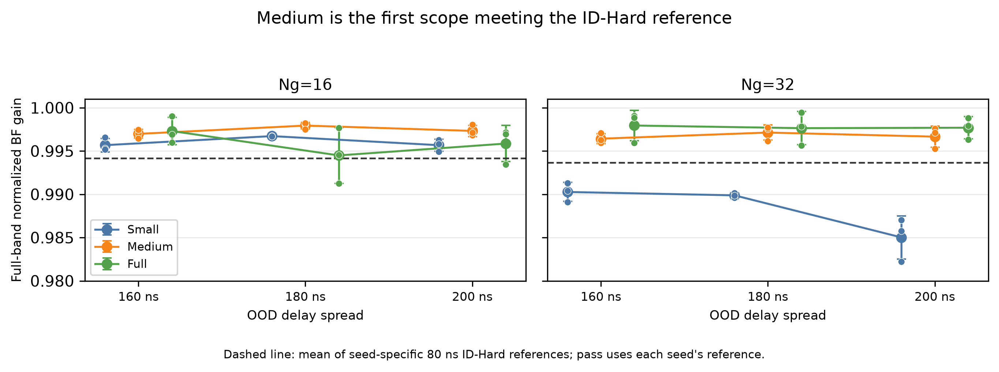 Medium is the first scope meeting the ID-Hard reference
Ng=16
Ng=32
Full-band normalized BF gain
1.000
0.995
0.990
0.985
0.980
Small
Medium
Full
160 ns
180 ns
200 ns
160 ns
180 ns
200 ns
OOD delay spread
OOD delay spread
Dashed line: mean of seed-specific 80 ns ID-Hard references; pass uses each seed's reference.